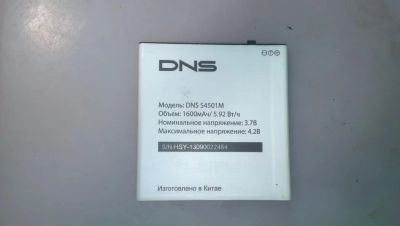 DNS
Модель: DNS S4501M
Объем: 1600мАч/ 5.92 Вт/ч
Номинальное напряжение: 3.7В
Максимальное напряжение: 4.2В
S/N:HSY-13090022484
Изготовлено в Китае